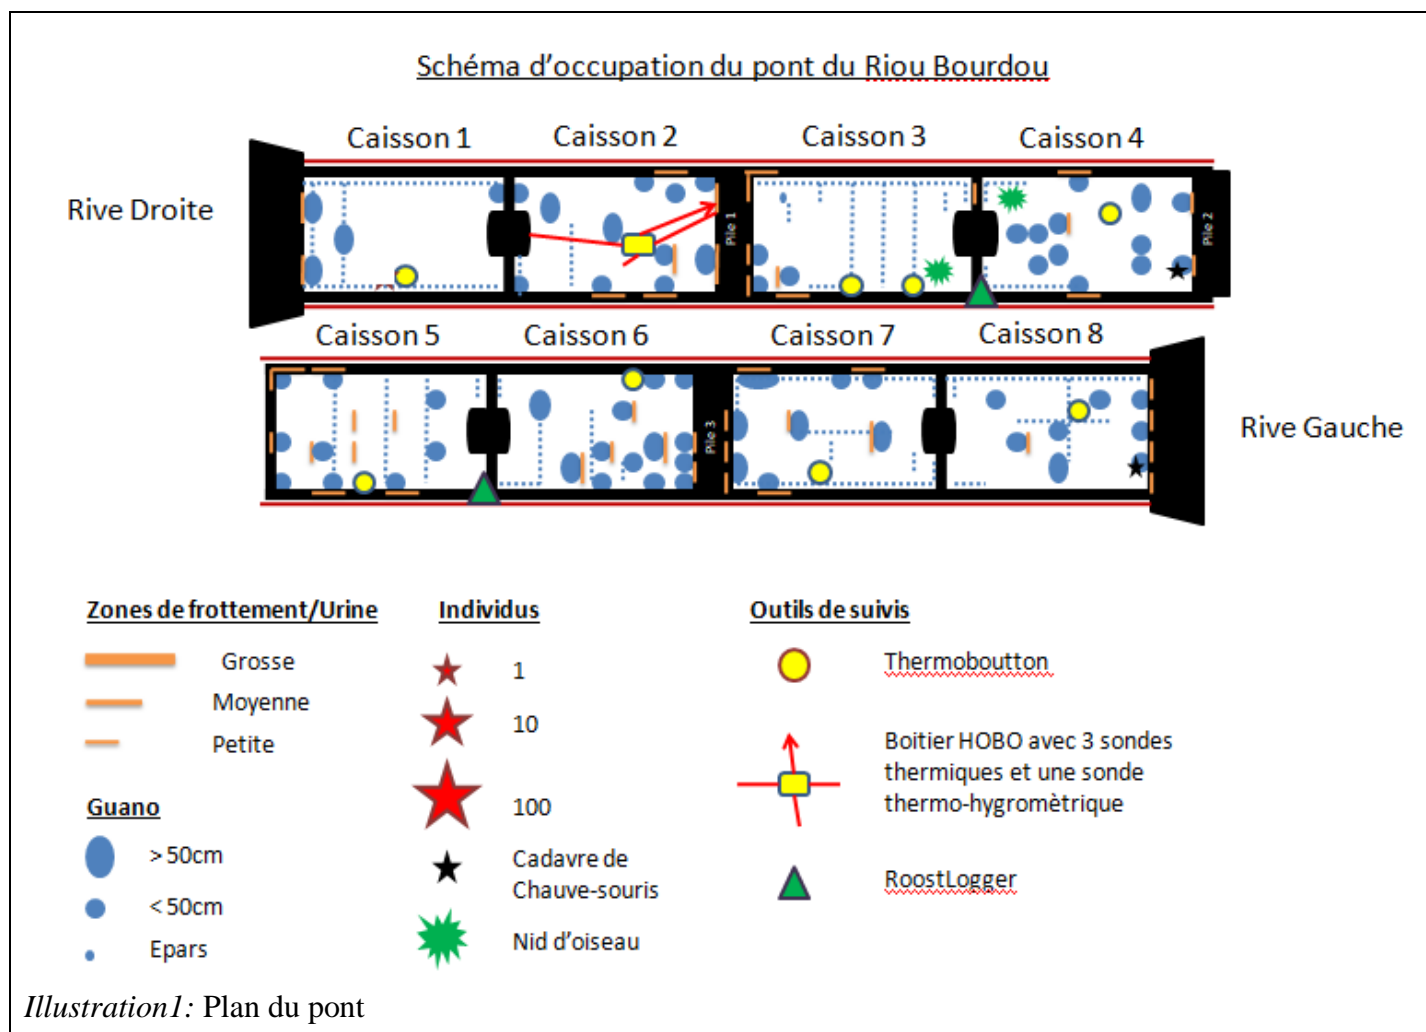 Schéma d'occupation du pont du Riou Bourdou
Caisson 1
Caisson 2
Caisson 3
Caisson 4
Rive Droite
Pile 1
Pile 2
Caisson 5
Caisson 6
Caisson 7
Caisson 8
Pile 3
Rive Gauche
Zones de frottement/Urine
Grosse
Moyenne
Petite
Guano
> 50cm
< 50cm
Epars
Individus
1
10
100
Cadavre de
Chauve-souris
Nid d'oiseau
Outils de suivis
Thermoboutton
Boitier HOBO avec 3 sondes
thermiques et une sonde
thermo-hygromètrique
RoostLogger
Illustration1: Plan du pont